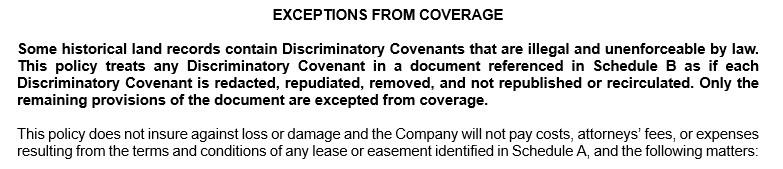 EXCEPTIONS FROM COVERAGE
Some historical land records contain Discriminatory Covenants that are illegal and unenforceable by law.
This policy treats any Discriminatory Covenant in a document referenced in Schedule B as if each
Discriminatory Covenant is redacted, repudiated, removed, and not republished or recirculated. Only the
remaining provisions of the document are excepted from coverage.
This policy does not insure against loss or damage and the Company will not pay costs, attorneys' fees, or expenses
resulting from the terms and conditions of any lease or easement identified in Schedule A, and the following matters: